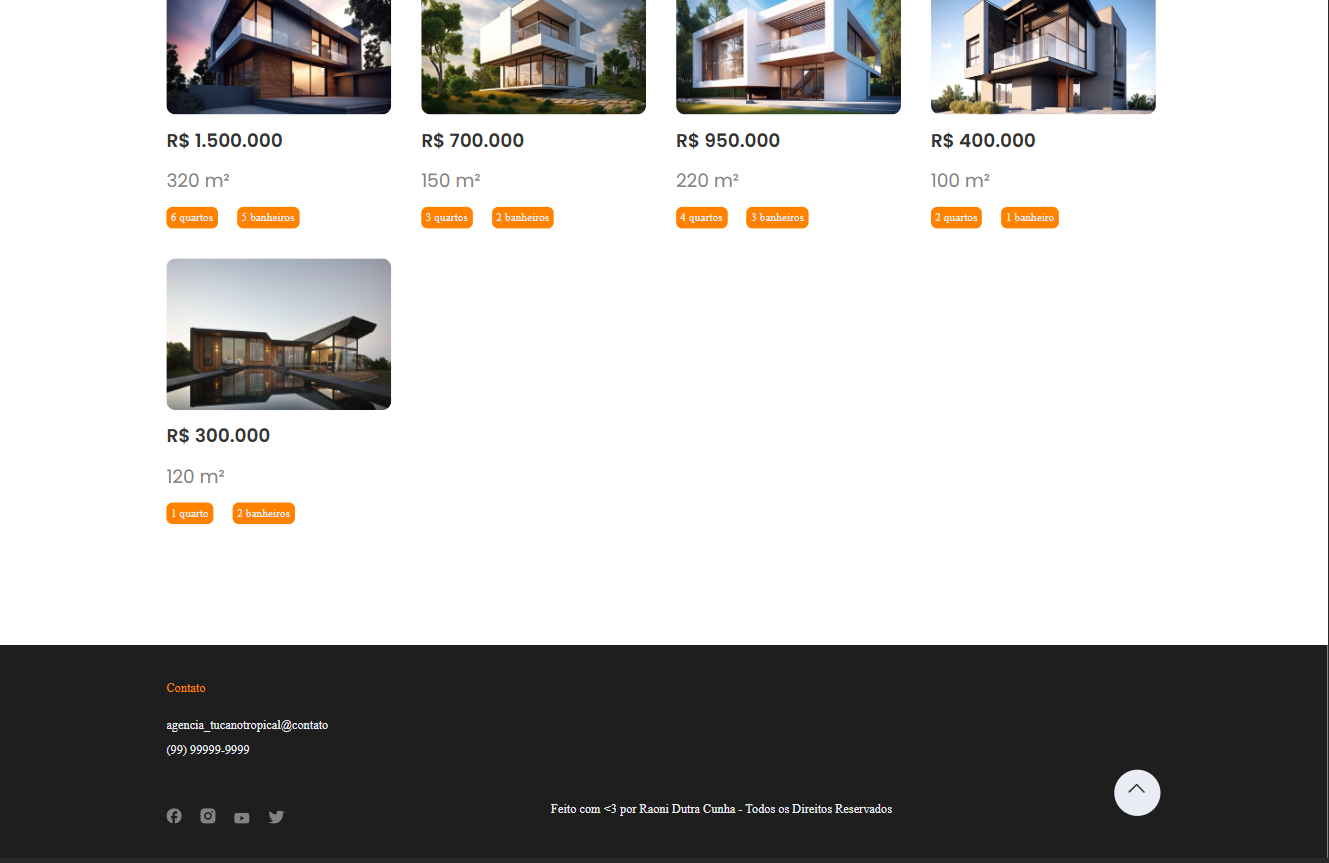 R$ 1.500.000 R$ 700.000 R$ 950.000 R$ 400.000
320 m² 150 m² 220 m² 100 m²
6 quartos 5 banheiros 3 quartos 2 banheiros 4 quartos 3 banheiros 2 quartos 1 banheiro
R$ 300.000
120 m²
1 quarto 2 banheiros
Contato
agencia_tucanotropical@contato
(99) 99999-9999
Feito com <3 por Raoni Dutra Cunha - Todos os Direitos Reservados